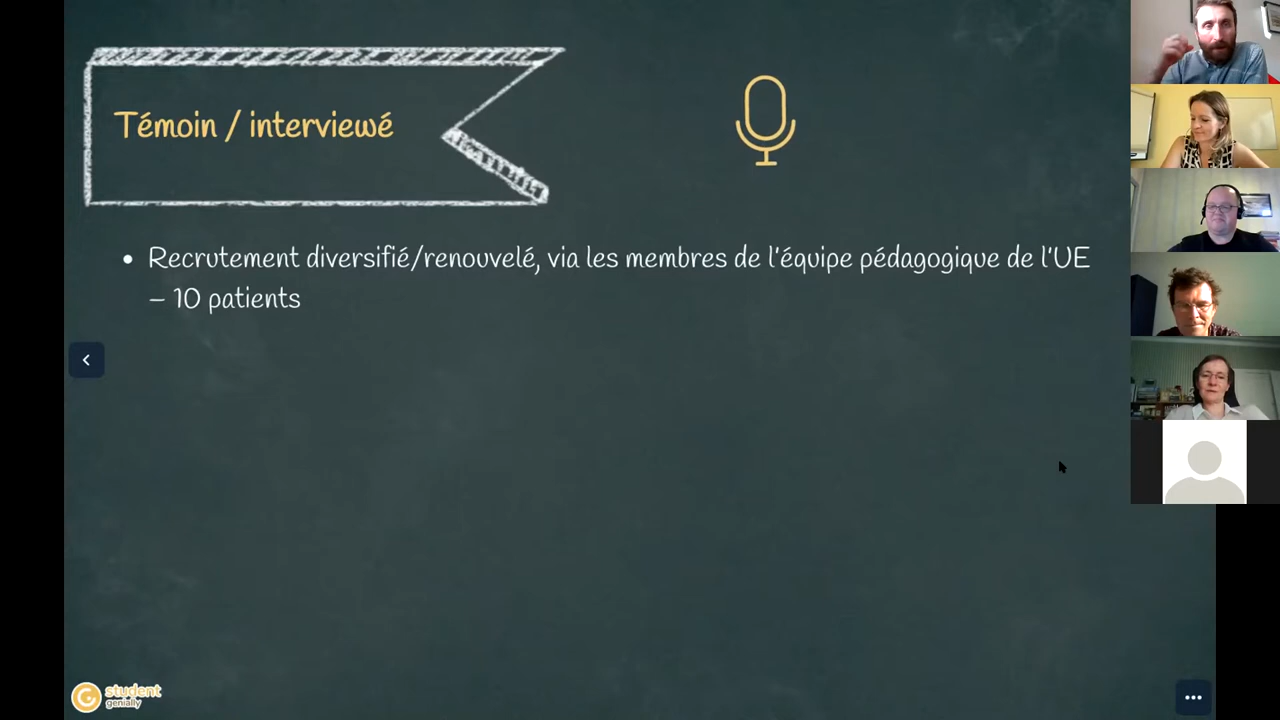 Témoin / interviewé
• Recrutement diversifié/renouvelé, via les membres de l'équipe pédagogique de l'UE
– 10 patients
student
genially